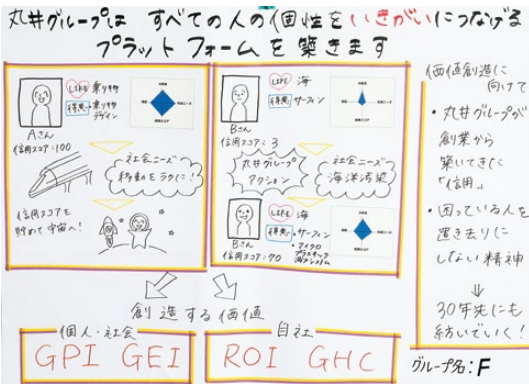 丸井グループは すべての人の個性をいきがいにつなげる
プラットフォームを築きます
LIKE 乗り物
得意 乗り物
デザイン
Aさん
信用スコア:100
社会ニーズ
移動をラクに!
信用スコアを
貯めて宇宙へ!
LIKE 海
得意 サーフィン
Bさん
信用スコア:3
丸井グループ
アクション
社会ニーズ
海洋汚染
LIKE 海
得意 ・サーフィン
・マイクロ
プラスチック
Bさん
信用スコア:70
価値創造に
向けて
・丸井グループが
創業から
築いてきた
「信用」
・困っている人を
置き去りに
しない精神
30年先にも
紡いでいく!
創造する価値
個人・社会
GPI GEI
自社
ROI GHC
グループ名:F